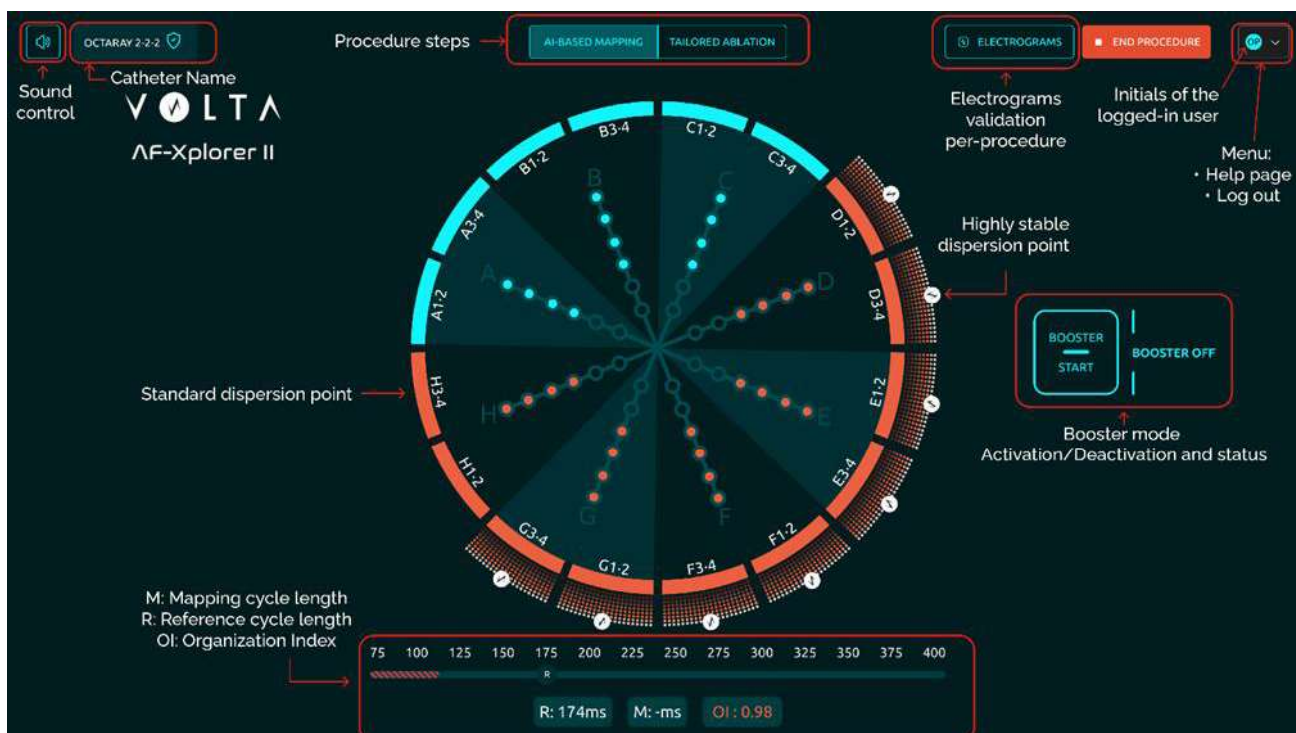 OCTARAY 2-2-2
Procedure steps
AI-BASED MAPPING
TAILORED ABLATION
ELECTROGRAMS
END PROCEDURE
OP
Sound
control
Catheter Name
VOLTA
AF-Xplorer II
Electrograms
validation
per-procedure
Initials of the
logged-in user
Menu:
• Help page
• Log out
B3-4
C1-2
B1-2
C3-4
A3-4
D1-2
A1-2
D3-4
H3-4
E1-2
H1-2
E3-4
G3-4
F1-2
G1-2
F3-4
A
B
C
D
E
F
G
H
Highly stable
dispersion point
BOOSTER
START
BOOSTER OFF
Standard dispersion point
Booster mode
Activation/Deactivation and status
M: Mapping cycle length
R: Reference cycle length
OI: Organization Index
75 100 125 150 175 200 225 250 275 300 325 350 375 400
R
R: 174ms
M: -ms
OI : 0.98